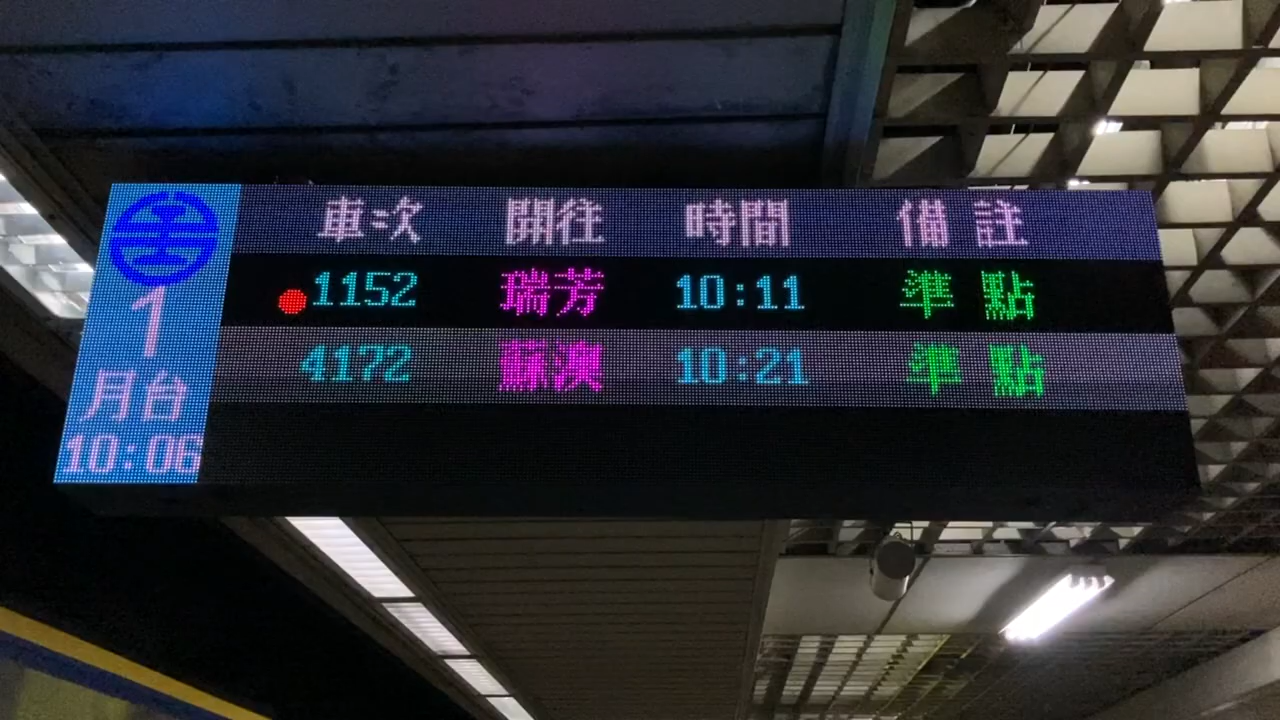 車次 開往 時間 備註
1152 瑞芳 10:11 準點
4172 蘇澳 10:21 準點
1
月台
10:06